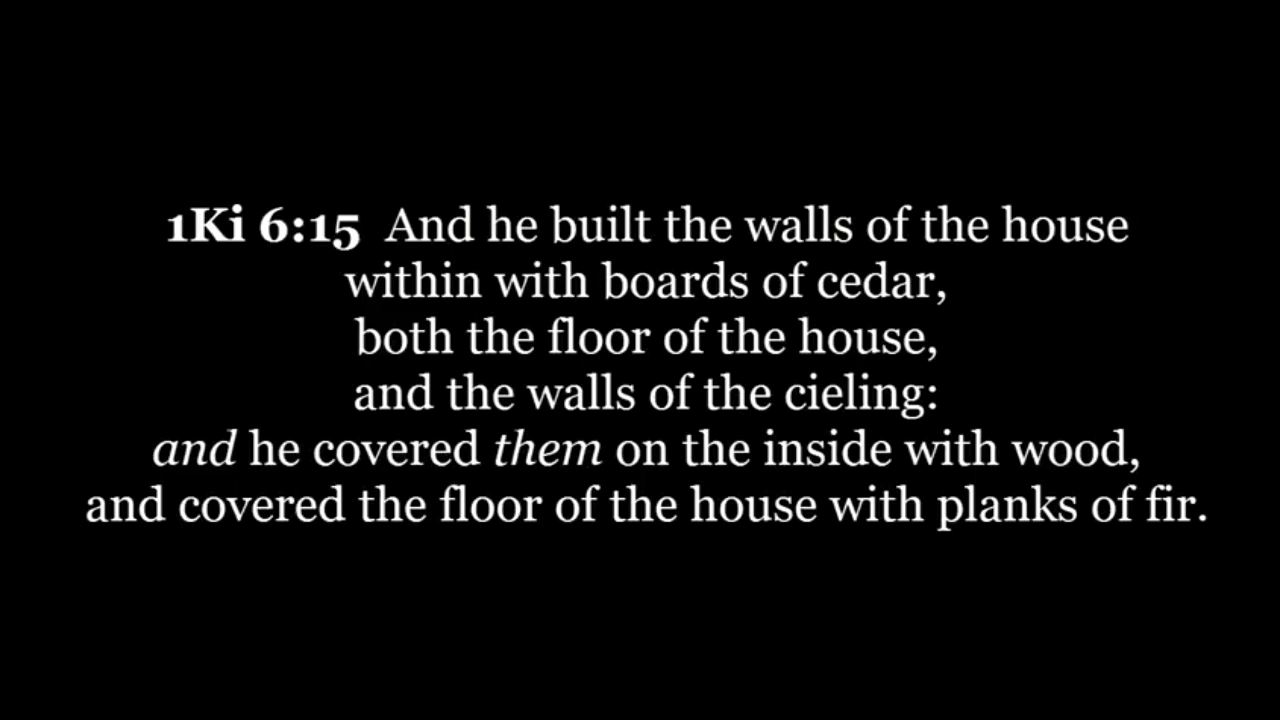 1Ki 6:15 And he built the walls of the house
within with boards of cedar,
both the floor of the house,
and the walls of the cieling:
and he covered them on the inside with wood,
and covered the floor of the house with planks of fir.